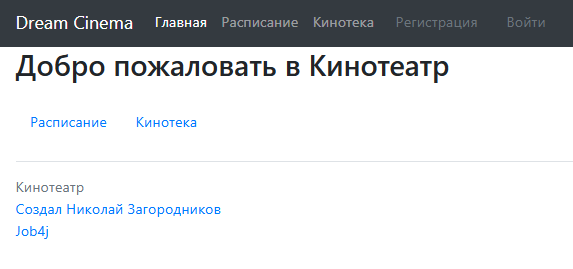 Dream Cinema Главная Расписание Кинотека Регистрация Войти
Добро пожаловать в Кинотеатр
Расписание Кинотека
Кинотеатр
Создал Николай Загородников
Job4j